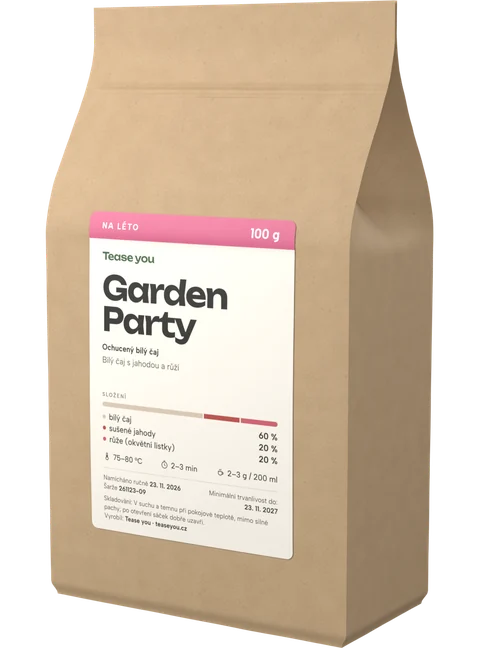 NA LÉTO
100 g
Tease you
Garden
Party
Ochucený bílý čaj
Bílý čaj s jahodou a růží
SLOŽENÍ
bílý čaj 60 %
sušené jahody 20 %
růže (okvětní lístky) 20 %
75–80 °C 2–3 min 2–3 g / 200 ml
Namícháno ručně 23. 11. 2026
Šarže 261123-09
Minimální trvanlivost do:
23. 11. 2027
Skladování: V suchu a temnu při pokojové teplotě, mimo silné
pachy, po otevření sáček dobře uzavři.
Vyrobil: Tease you · teaseyou.cz